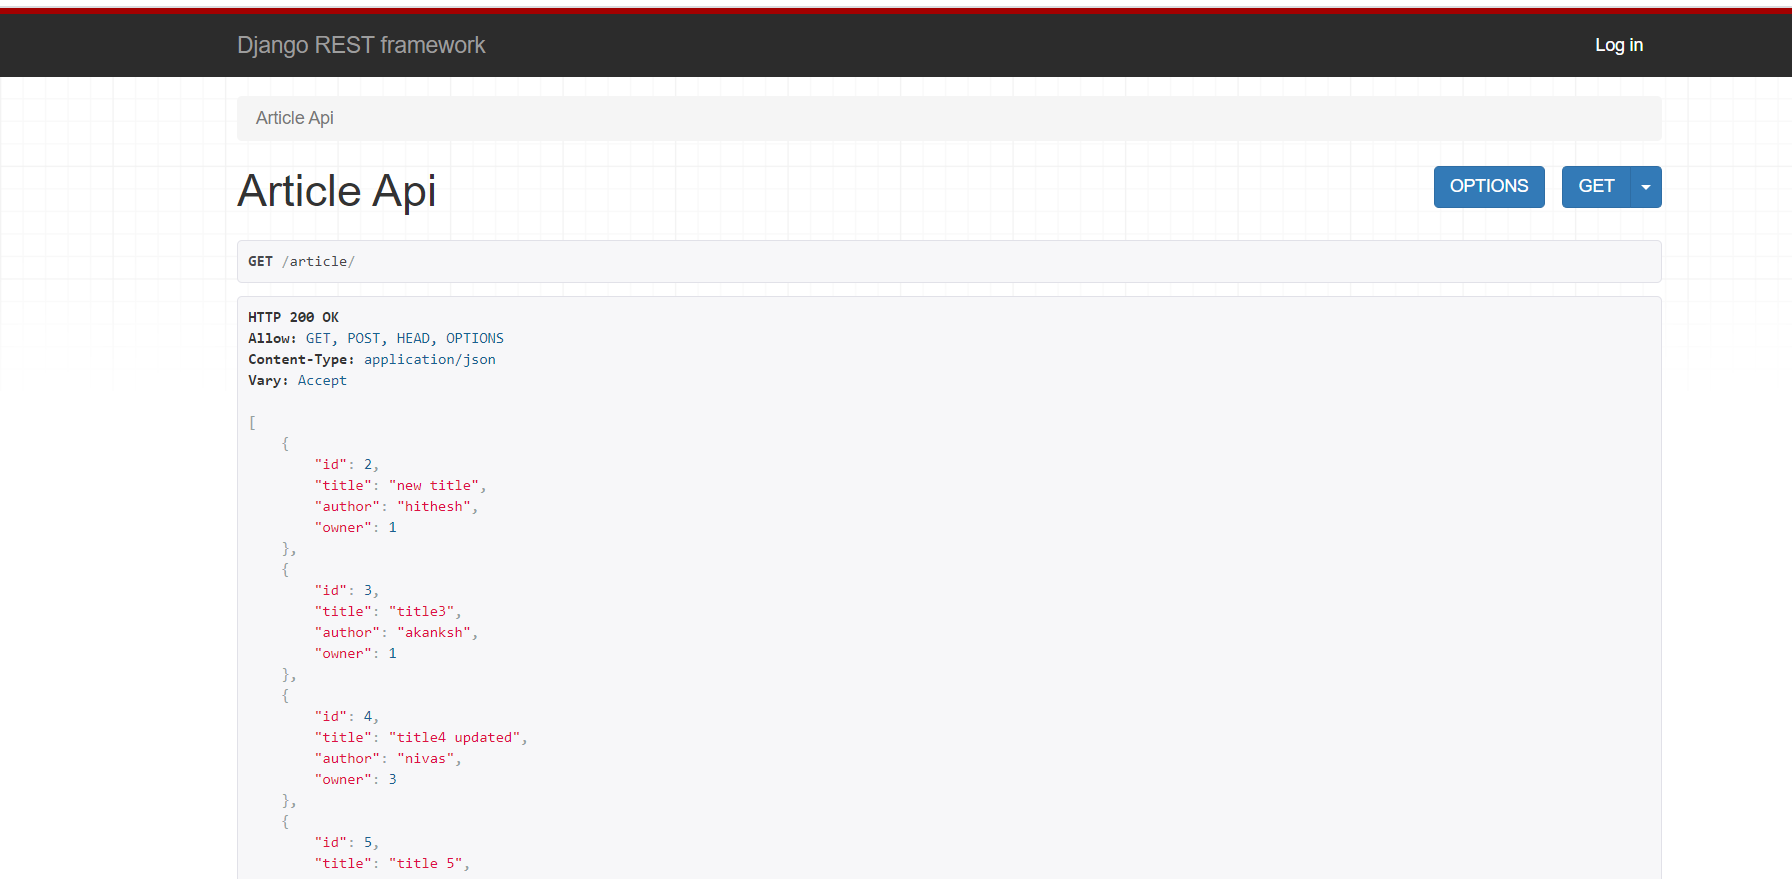 Django REST framework
Log in
Article Api
Article Api
OPTIONS
GET
GET /article/
HTTP 200 OK
Allow: GET, POST, HEAD, OPTIONS
Content-Type: application/json
Vary: Accept
[
    {
        "id": 2,
        "title": "new title",
        "author": "hithesh",
        "owner": 1
    },
    {
        "id": 3,
        "title": "title3",
        "author": "akanksh",
        "owner": 1
    },
    {
        "id": 4,
        "title": "title4 updated",
        "author": "nivas",
        "owner": 3
    },
    {
        "id": 5,
        "title": "title 5",